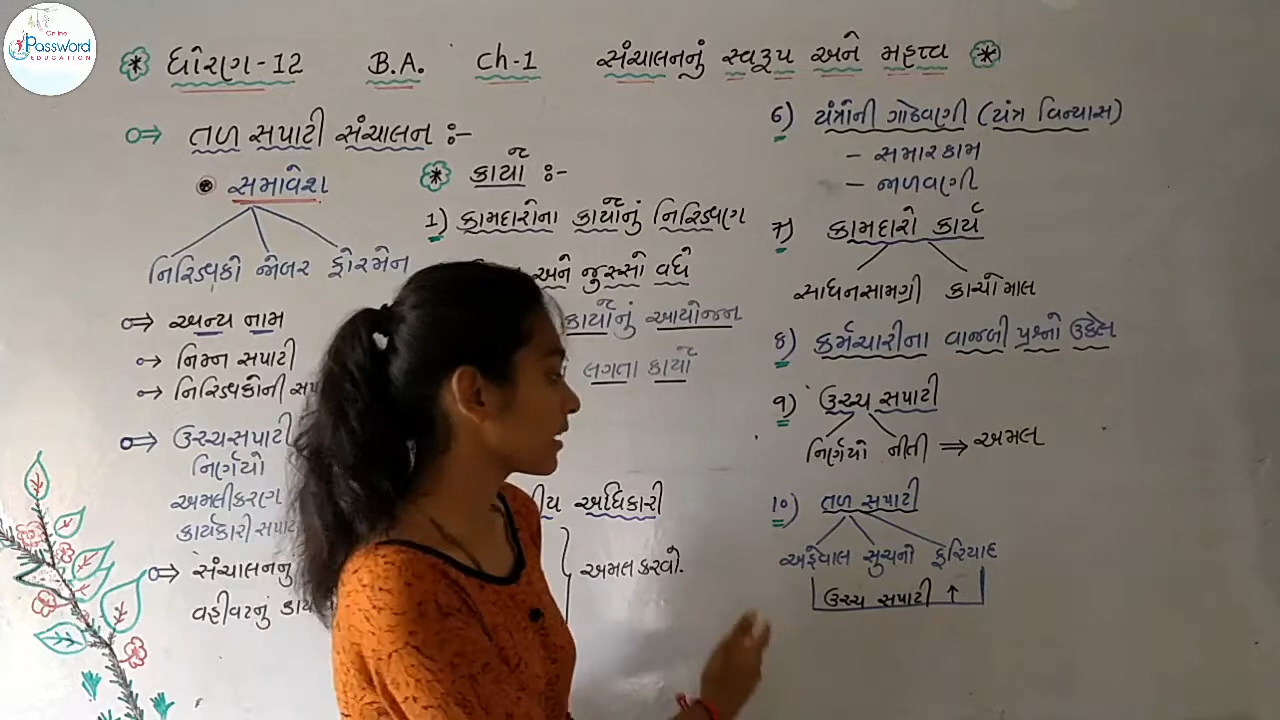 Online
Password
EDUCATION
ધોરણ-12 B.A. ch-1 સંચાલનનું સ્વરૂપ અને મહત્ત્વ
તળ સપાટી સંચાલન :-
સમાવેશ
નિરિક્ષકો જોબર ફોરમેન
અન્ય નામ
નિમ્ન સપાટી
નિરિક્ષકોની
ઉચ્ચસપાટી
નિર્ણયો
અમલીકરણ
કાર્યકારી
સંચાલનનું
વહીવટનું
કાર્યો :-
1) કામદારોના કાર્યોનું નિરિક્ષણ
અને જુસ્સો વધે
કાર્યોનું આયોજન
લગતા કાર્યો
અધિકારી
અમલ કરવો.
6) યંત્રોની ગોઠવણી (યંત્ર વિન્યાસ)
- સમારકામ
- જાળવણી
7) કામદારો કાર્ય
સાધનસામગ્રી કાચોમાલ
8) કર્મચારીના વાજબી પ્રશ્નો ઉકેલ
9) ઉચ્ચ સપાટી
નિર્ણયો નીતી ⇒ અમલ
10) તળ સપાટી
અહેવાલ સુચનો ફરિયાદ
ઉચ્ચ સપાટી ↑